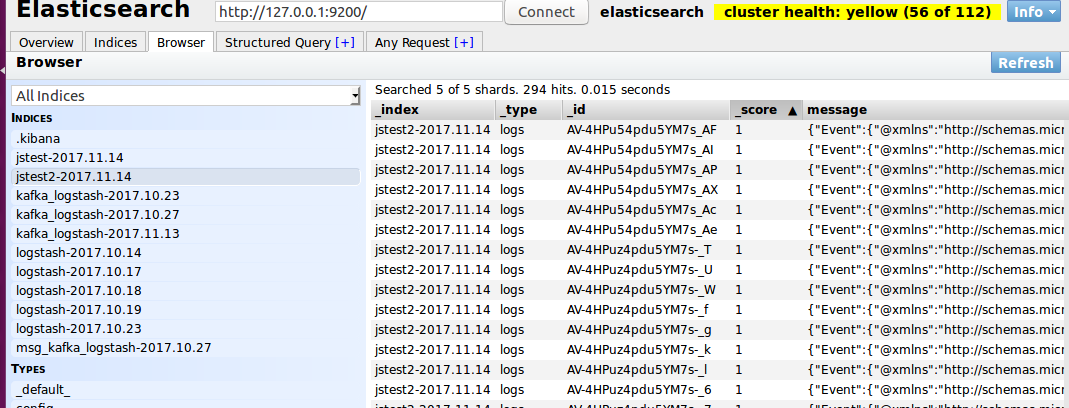 Elasticsearch http://127.0.0.1:9200/ Connect elasticsearch cluster health: yellow (56 of 112) Info
Overview Indices Browser Structured Query [+] Any Request [+]
Browser Refresh
All Indices
INDICES
.kibana
jstest-2017.11.14
jstest2-2017.11.14
kafka_logstash-2017.10.23
kafka_logstash-2017.10.27
kafka_logstash-2017.11.13
logstash-2017.10.14
logstash-2017.10.17
logstash-2017.10.18
logstash-2017.10.19
logstash-2017.10.23
msg_kafka_logstash-2017.10.27
TYPES
_default_
Searched 5 of 5 shards. 294 hits. 0.015 seconds
_index _type _id _score ▲ message
jstest2-2017.11.14 logs AV-4HPu54pdu5YM7s_AF 1 {"Event":{"@xmlns":"http://schemas.micr
jstest2-2017.11.14 logs AV-4HPu54pdu5YM7s_AI 1 {"Event":{"@xmlns":"http://schemas.micr
jstest2-2017.11.14 logs AV-4HPu54pdu5YM7s_AP 1 {"Event":{"@xmlns":"http://schemas.micr
jstest2-2017.11.14 logs AV-4HPu54pdu5YM7s_AX 1 {"Event":{"@xmlns":"http://schemas.micr
jstest2-2017.11.14 logs AV-4HPu54pdu5YM7s_Ac 1 {"Event":{"@xmlns":"http://schemas.micr
jstest2-2017.11.14 logs AV-4HPu54pdu5YM7s_Ae 1 {"Event":{"@xmlns":"http://schemas.micr
jstest2-2017.11.14 logs AV-4HPuz4pdu5YM7s-_T 1 {"Event":{"@xmlns":"http://schemas.micr
jstest2-2017.11.14 logs AV-4HPuz4pdu5YM7s-_U 1 {"Event":{"@xmlns":"http://schemas.micr
jstest2-2017.11.14 logs AV-4HPuz4pdu5YM7s-_W 1 {"Event":{"@xmlns":"http://schemas.micr
jstest2-2017.11.14 logs AV-4HPuz4pdu5YM7s-_f 1 {"Event":{"@xmlns":"http://schemas.micr
jstest2-2017.11.14 logs AV-4HPuz4pdu5YM7s-_g 1 {"Event":{"@xmlns":"http://schemas.micr
jstest2-2017.11.14 logs AV-4HPuz4pdu5YM7s-_k 1 {"Event":{"@xmlns":"http://schemas.micr
jstest2-2017.11.14 logs AV-4HPuz4pdu5YM7s-_l 1 {"Event":{"@xmlns":"http://schemas.micr
jstest2-2017.11.14 logs AV-4HPuz4pdu5YM7s-_6 1 {"Event":{"@xmlns":"http://schemas.micr